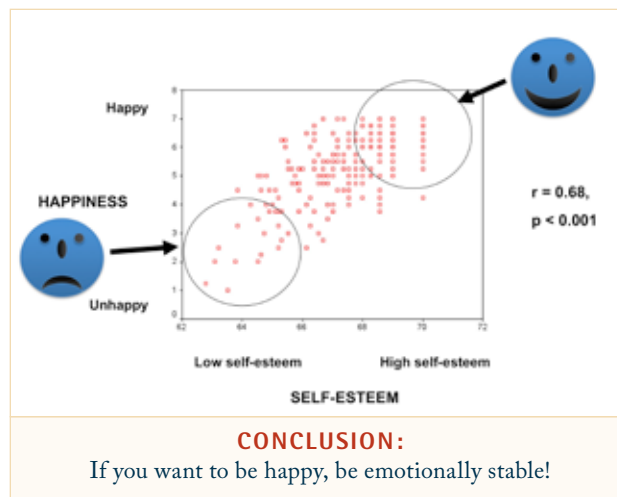 8
Happy
7
6
5
HAPPINESS
4
3
2
1
Unhappy
0
62
64
66
68
70
72
Low self-esteem
High self-esteem
SELF-ESTEEM
r = 0.68,
p < 0.001
CONCLUSION:
If you want to be happy, be emotionally stable!